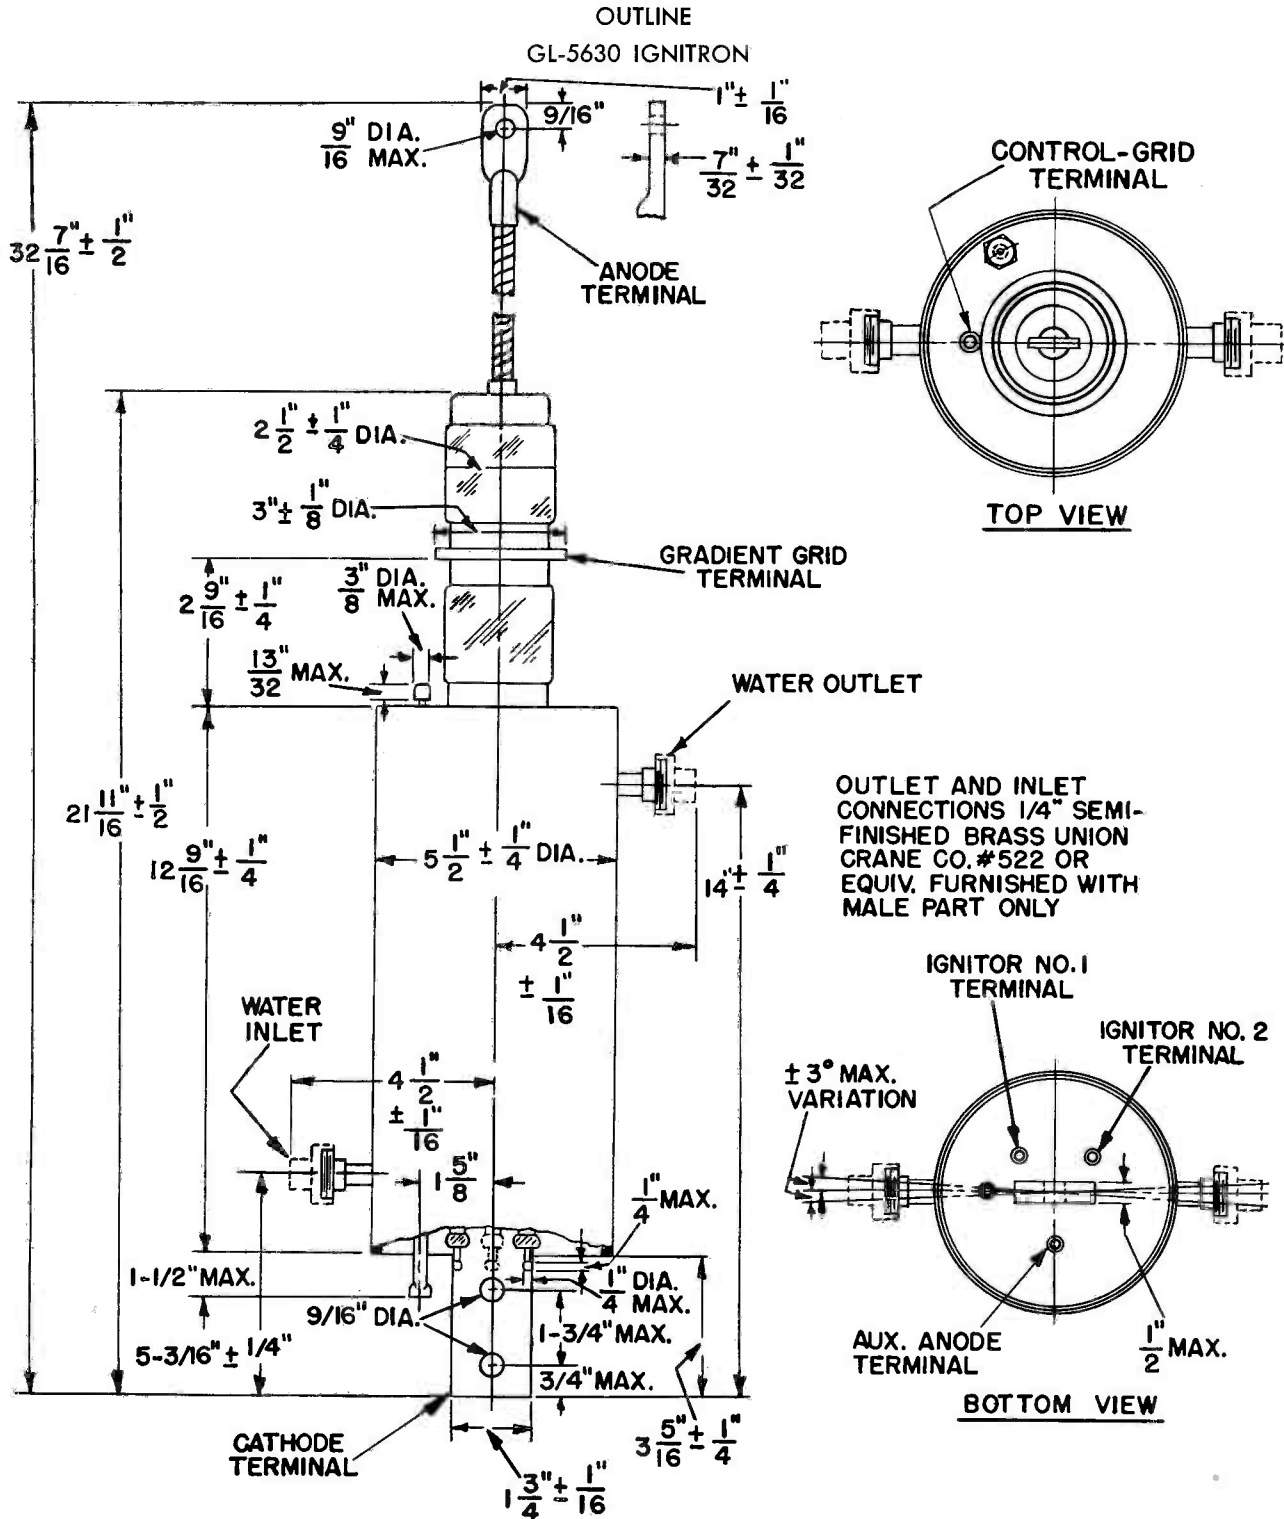 OUTLINE
GL-5630 IGNITRON
1" ± 1/16
9/16"
9/16" DIA. MAX.
7/32" ± 1/32"
32 7/16" ± 1/2"
ANODE
TERMINAL
CONTROL-GRID
TERMINAL
TOP VIEW
2 1/2" ± 1/4" DIA.
3" ± 1/8" DIA.
GRADIENT GRID
TERMINAL
3/8" DIA. MAX.
2 9/16" ± 1/4"
13/32" MAX.
WATER OUTLET
21 11/16" ± 1/2"
12 9/16" ± 1/4"
5 1/2" ± 1/4" DIA.
14" ± 1/4"
OUTLET AND INLET
CONNECTIONS 1/4" SEMI-
FINISHED BRASS UNION
CRANE CO. #522 OR
EQUIV. FURNISHED WITH
MALE PART ONLY
4 1/2"
± 1/16"
WATER
INLET
4 1/2"
± 1/16"
1 5/8"
1/4" MAX.
1-1/2" MAX.
1/4" DIA. MAX.
9/16" DIA.
1-3/4" MAX.
5-3/16" ± 1/4"
3/4" MAX.
3 5/16" ± 1/4"
CATHODE
TERMINAL
1 3/4" ± 1/16"
IGNITOR NO. 1
TERMINAL
IGNITOR NO. 2
TERMINAL
± 3° MAX.
VARIATION
AUX. ANODE
TERMINAL
1/2" MAX.
BOTTOM VIEW